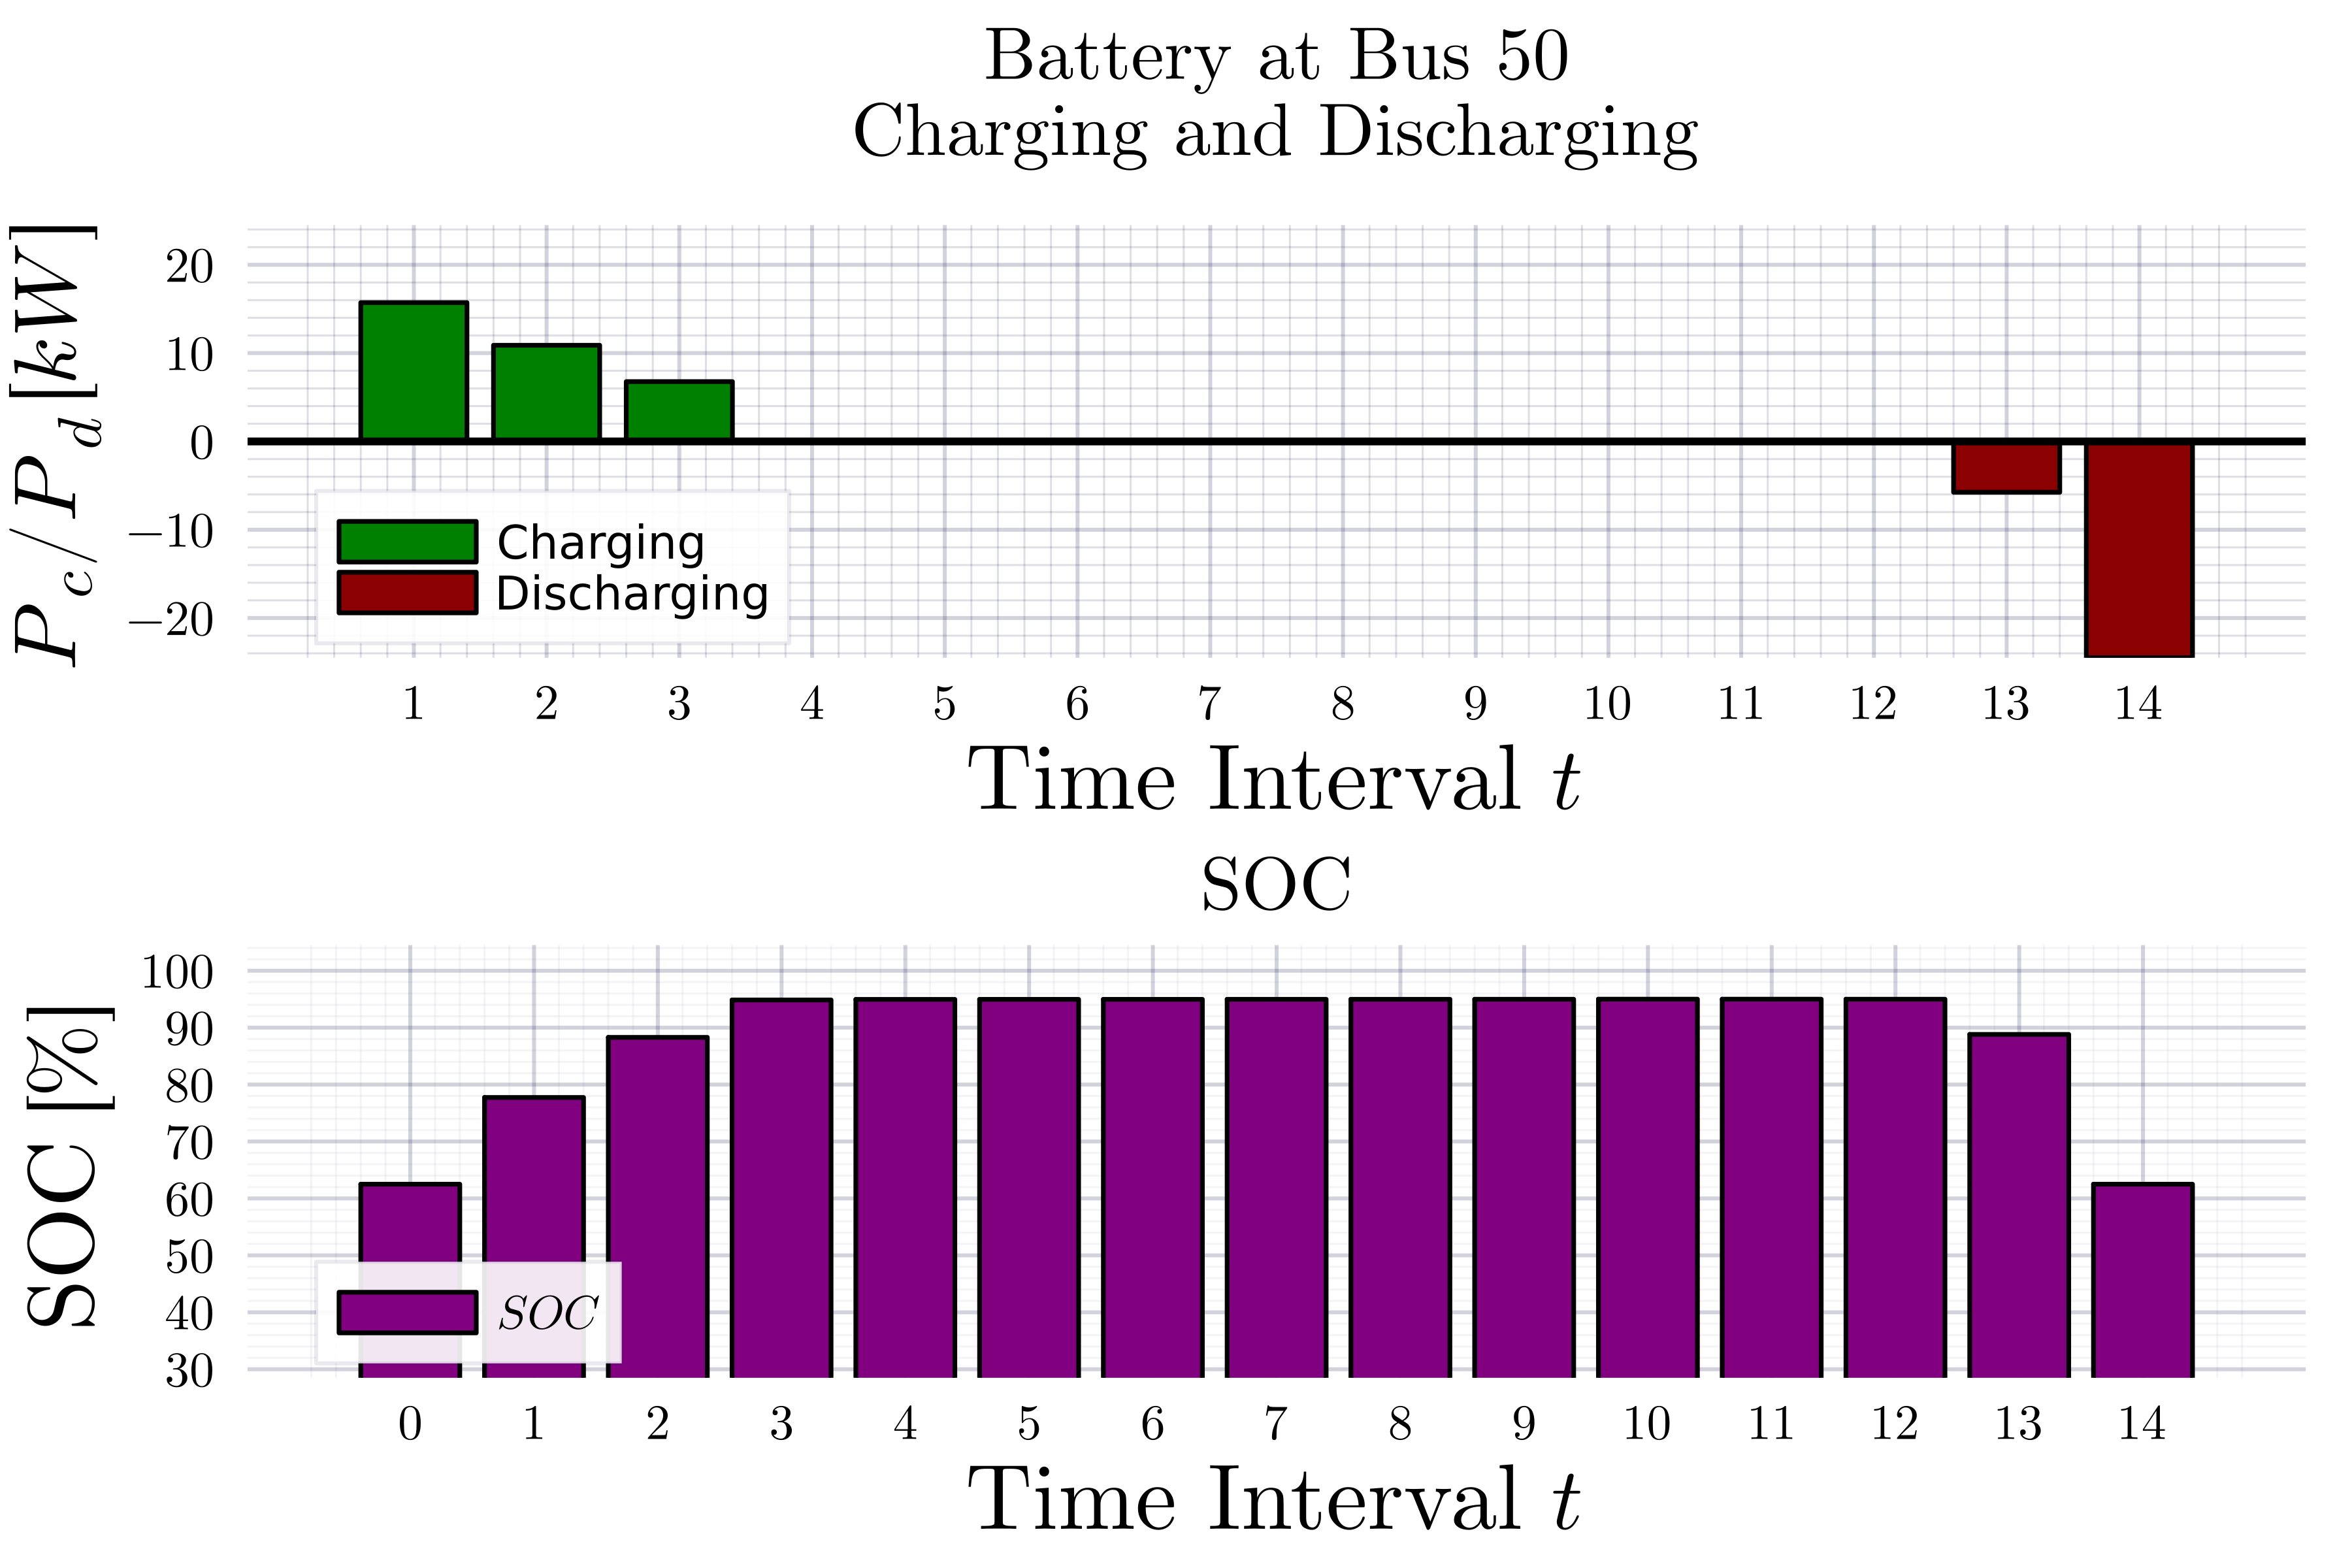 Battery at Bus 50
Charging and Discharging
P_c/P_d [kW]
20
10
0
−10
−20
Charging
Discharging
1 2 3 4 5 6 7 8 9 10 11 12 13 14
Time Interval t
SOC
SOC [%]
100
90
80
70
60
50
40
30
SOC
0 1 2 3 4 5 6 7 8 9 10 11 12 13 14
Time Interval t